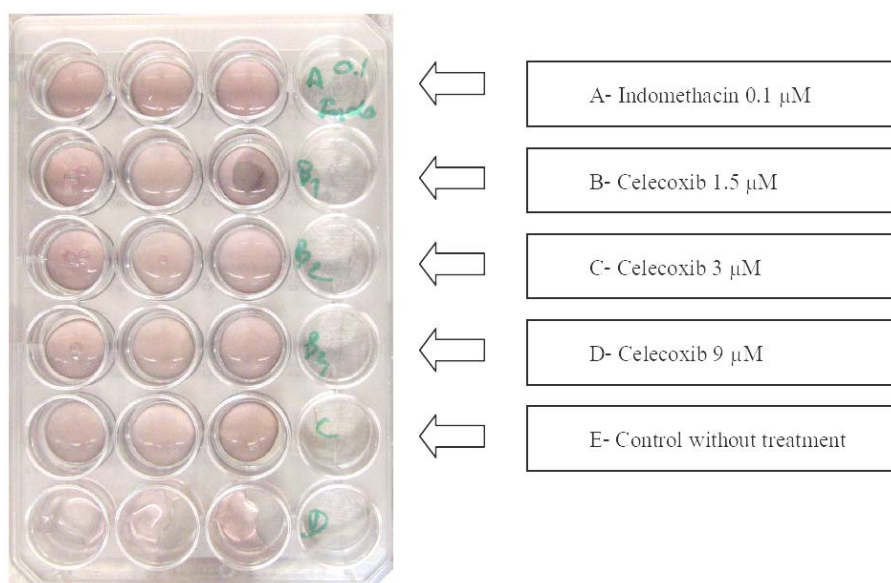 A 0.1
A- Indomethacin 0.1 μM
B1
B- Celecoxib 1.5 μM
B2
C- Celecoxib 3 μM
B3
D- Celecoxib 9 μM
C
E- Control without treatment
D